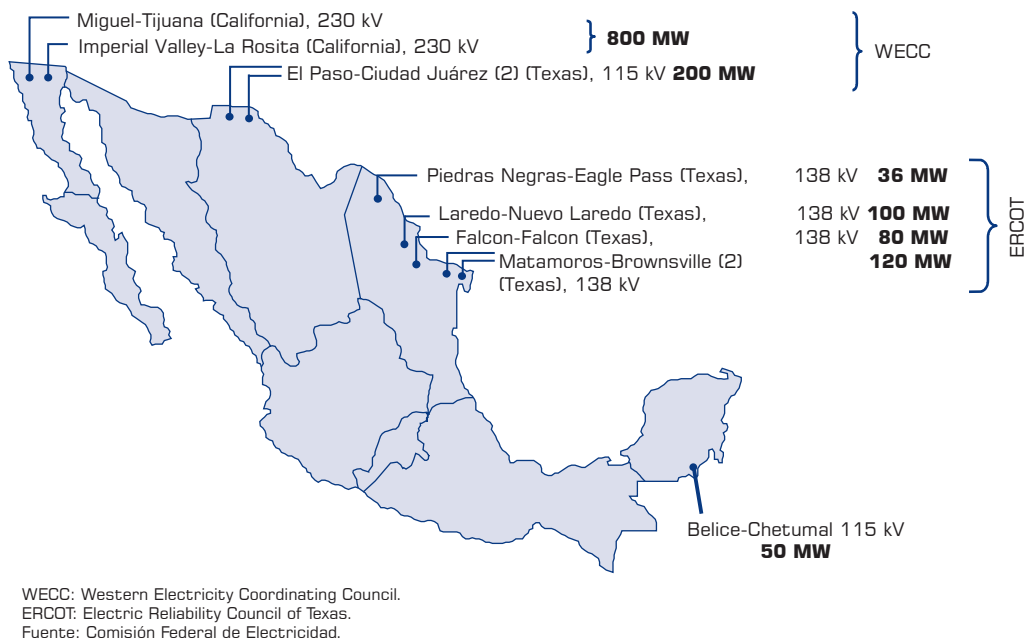 Miguel-Tijuana (California), 230 kV
Imperial Valley-La Rosita (California), 230 kV
800 MW
WECC
El Paso-Ciudad Juárez (2) (Texas), 115 kV 200 MW
Piedras Negras-Eagle Pass (Texas), 138 kV 36 MW
Laredo-Nuevo Laredo (Texas), 138 kV 100 MW
Falcon-Falcon (Texas), 138 kV 80 MW
Matamoros-Brownsville (2) 120 MW
(Texas), 138 kV
ERCOT
Belice-Chetumal 115 kV
50 MW
WECC: Western Electricity Coordinating Council.
ERCOT: Electric Reliability Council of Texas.
Fuente: Comisión Federal de Electricidad.